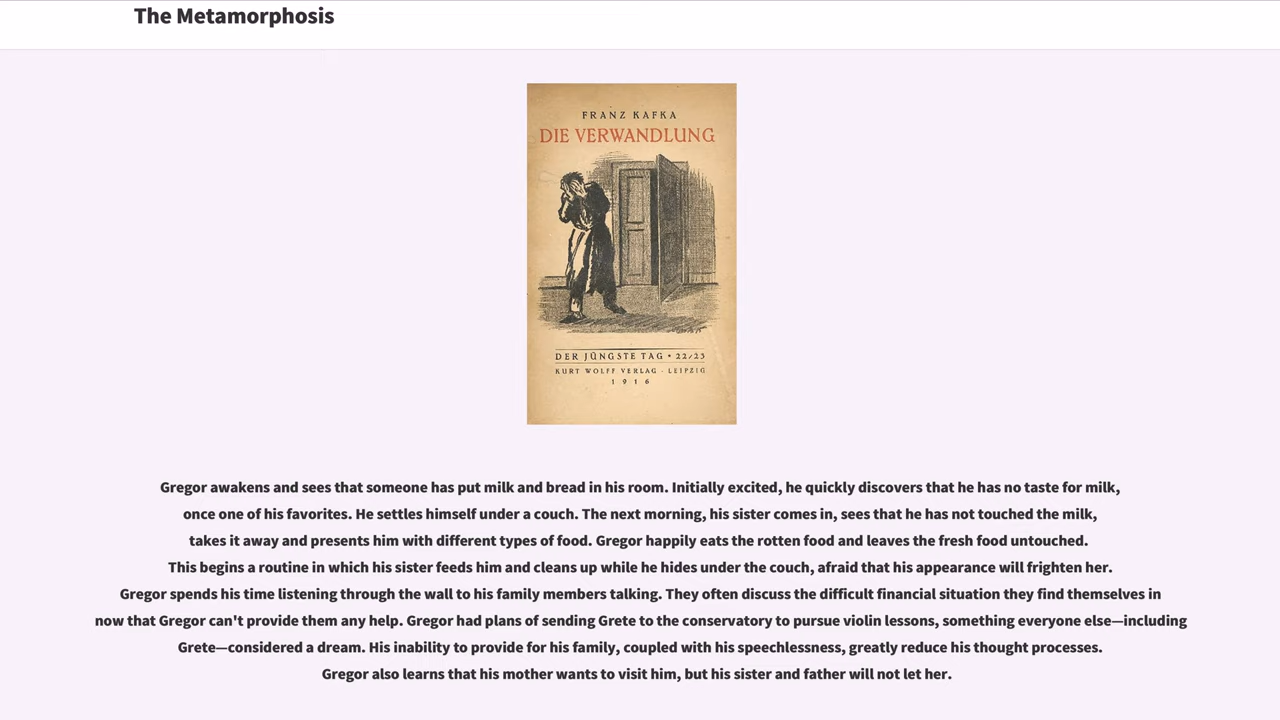 The Metamorphosis
FRANZ KAFKA
DIE VERWANDLUNG
DER JÜNGSTE TAG • 22/23
KURT WOLFF VERLAG · LEIPZIG
1916
Gregor awakens and sees that someone has put milk and bread in his room. Initially excited, he quickly discovers that he has no taste for milk,
once one of his favorites. He settles himself under a couch. The next morning, his sister comes in, sees that he has not touched the milk,
takes it away and presents him with different types of food. Gregor happily eats the rotten food and leaves the fresh food untouched.
This begins a routine in which his sister feeds him and cleans up while he hides under the couch, afraid that his appearance will frighten her.
Gregor spends his time listening through the wall to his family members talking. They often discuss the difficult financial situation they find themselves in
now that Gregor can't provide them any help. Gregor had plans of sending Grete to the conservatory to pursue violin lessons, something everyone else—including
Grete—considered a dream. His inability to provide for his family, coupled with his speechlessness, greatly reduce his thought processes.
Gregor also learns that his mother wants to visit him, but his sister and father will not let her.